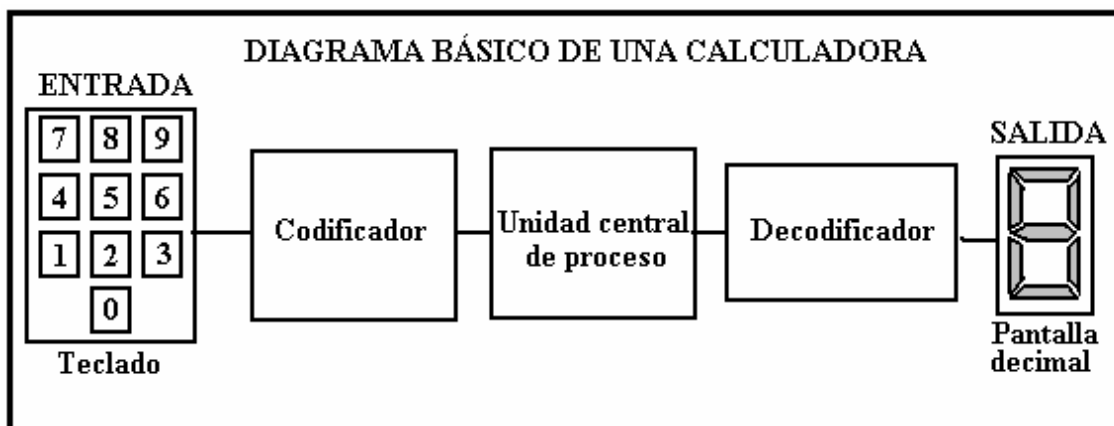 DIAGRAMA BÁSICO DE UNA CALCULADORA
ENTRADA
7 8 9
4 5 6
1 2 3
0
Teclado
Codificador
Unidad central
de proceso
Decodificador
SALIDA
Pantalla
decimal